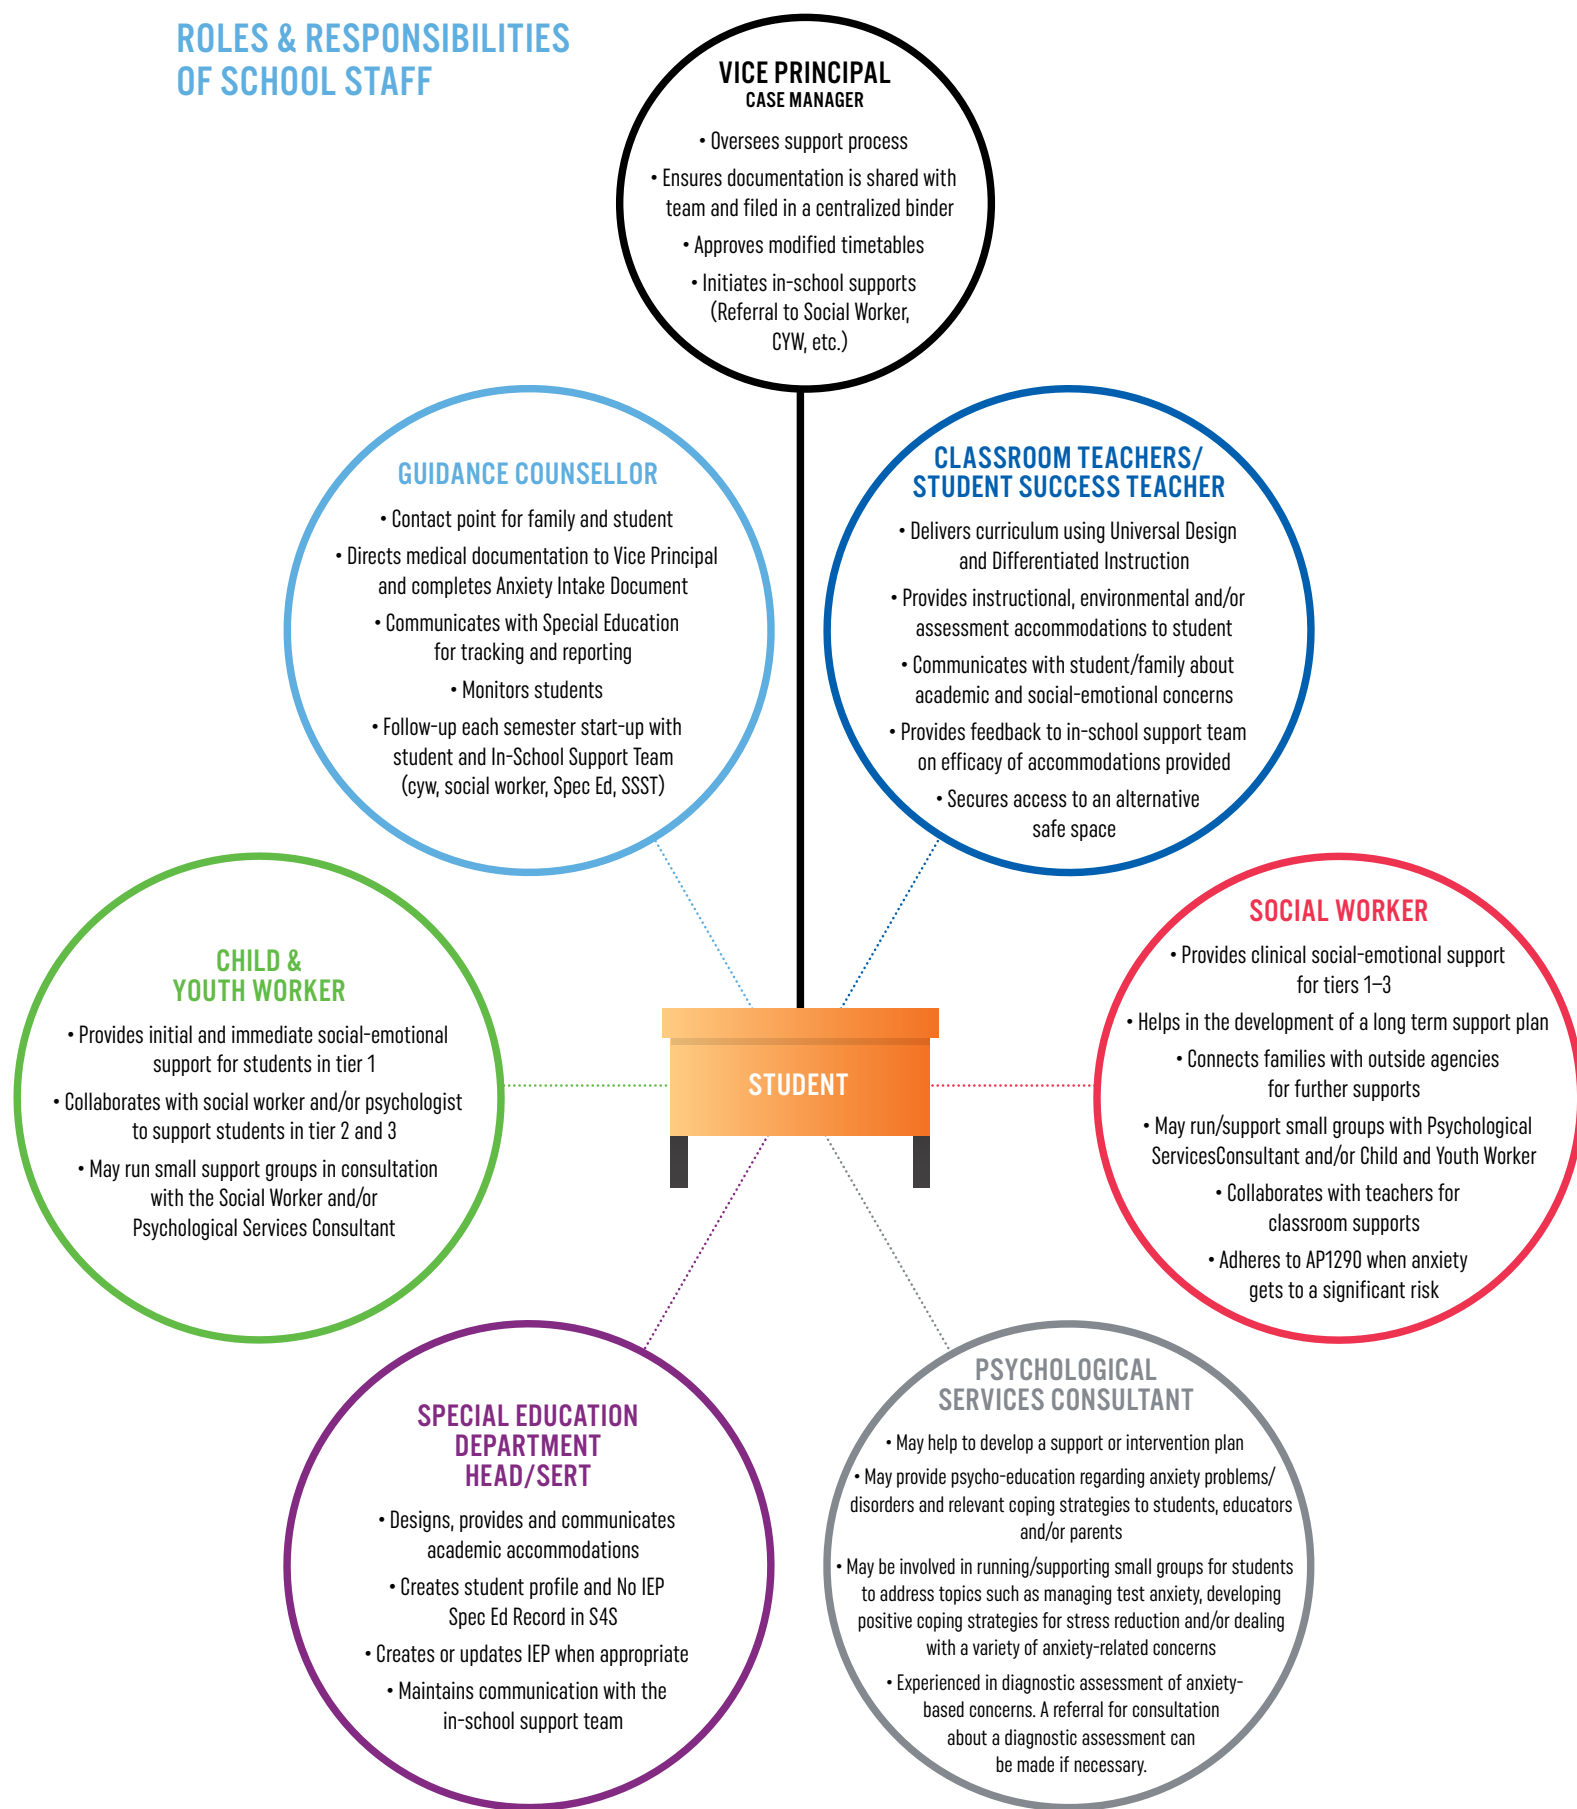 ROLES & RESPONSIBILITIES
OF SCHOOL STAFF
VICE PRINCIPAL
CASE MANAGER
• Oversees support process
• Ensures documentation is shared with
team and filed in a centralized binder
• Approves modified timetables
• Initiates in-school supports
(Referral to Social Worker,
CYW, etc.)
GUIDANCE COUNSELLOR
• Contact point for family and student
• Directs medical documentation to Vice Principal
and completes Anxiety Intake Document
• Communicates with Special Education
for tracking and reporting
• Monitors students
• Follow-up each semester start-up with
student and In-School Support Team
(cyw, social worker, Spec Ed, SSST)
CLASSROOM TEACHERS/
STUDENT SUCCESS TEACHER
• Delivers curriculum using Universal Design
and Differentiated Instruction
• Provides instructional, environmental and/or
assessment accommodations to student
• Communicates with student/family about
academic and social-emotional concerns
• Provides feedback to in-school support team
on efficacy of accommodations provided
• Secures access to an alternative
safe space
CHILD &
YOUTH WORKER
• Provides initial and immediate social-emotional
support for students in tier 1
• Collaborates with social worker and/or psychologist
to support students in tier 2 and 3
• May run small support groups in consultation
with the Social Worker and/or
Psychological Services Consultant
STUDENT
SOCIAL WORKER
• Provides clinical social-emotional support
for tiers 1–3
• Helps in the development of a long term support plan
• Connects families with outside agencies
for further supports
• May run/support small groups with Psychological
ServicesConsultant and/or Child and Youth Worker
• Collaborates with teachers for
classroom supports
• Adheres to AP1290 when anxiety
gets to a significant risk
SPECIAL EDUCATION
DEPARTMENT
HEAD/SERT
• Designs, provides and communicates
academic accommodations
• Creates student profile and No IEP
Spec Ed Record in S4S
• Creates or updates IEP when appropriate
• Maintains communication with the
in-school support team
PSYCHOLOGICAL
SERVICES CONSULTANT
• May help to develop a support or intervention plan
• May provide psycho-education regarding anxiety problems/
disorders and relevant coping strategies to students, educators
and/or parents
• May be involved in running/supporting small groups for students
to address topics such as managing test anxiety, developing
positive coping strategies for stress reduction and/or dealing
with a variety of anxiety-related concerns
• Experienced in diagnostic assessment of anxiety-
based concerns. A referral for consultation
about a diagnostic assessment can
be made if necessary.